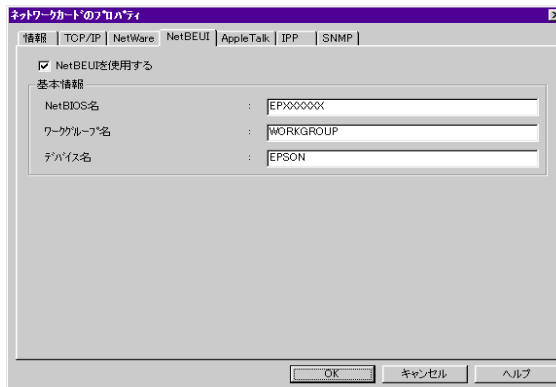 ネットワークカードのプロパティ
情報 TCP/IP NetWare NetBEUI AppleTalk IPP SNMP
NetBEUIを使用する
基本情報
NetBIOS名 : EPXXXXXX
ワークグループ名 : WORKGROUP
デバイス名 : EPSON
OK キャンセル ヘルプ